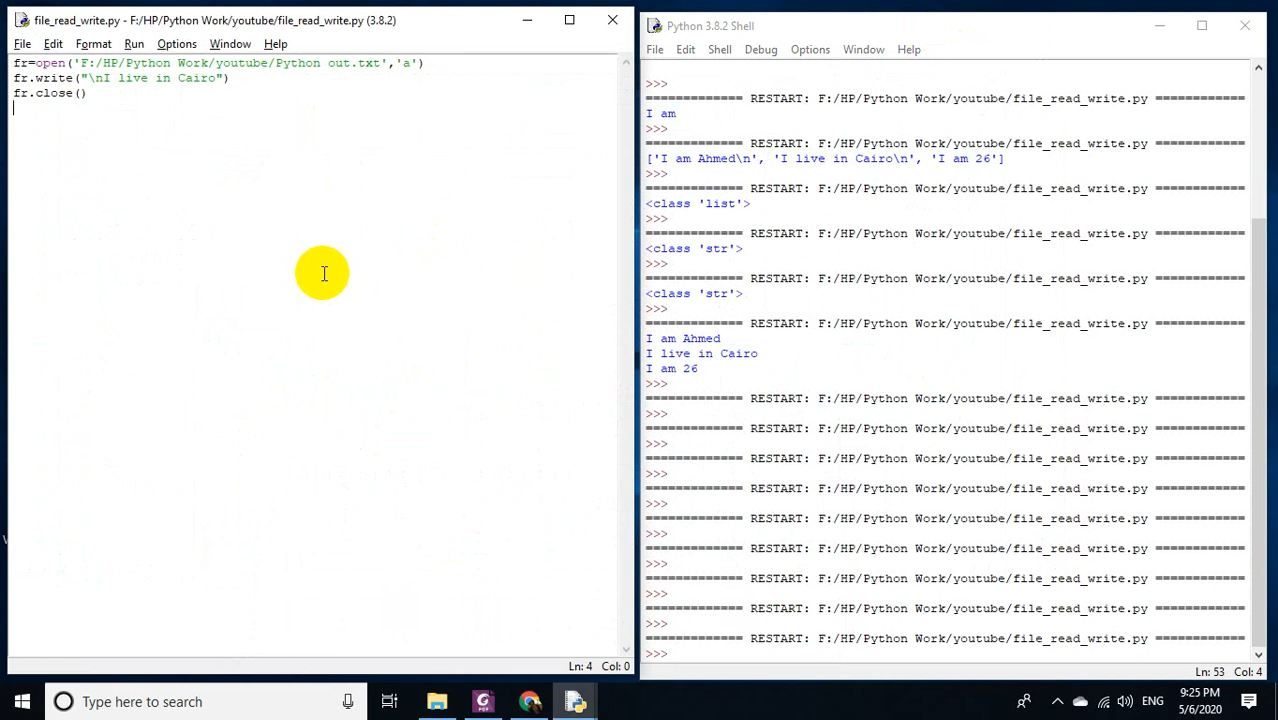 file_read_write.py - F:/HP/Python Work/youtube/file_read_write.py (3.8.2)
File Edit Format Run Options Window Help
fr=open('F:/HP/Python Work/youtube/Python out.txt','a')
fr.write("\nI live in Cairo")
fr.close()
Ln: 4 Col: 0
Python 3.8.2 Shell
File Edit Shell Debug Options Window Help
>>>
============= RESTART: F:/HP/Python Work/youtube/file_read_write.py ============
I am
>>>
============= RESTART: F:/HP/Python Work/youtube/file_read_write.py ============
['I am Ahmed\n', 'I live in Cairo\n', 'I am 26']
>>>
============= RESTART: F:/HP/Python Work/youtube/file_read_write.py ============
<class 'list'>
>>>
============= RESTART: F:/HP/Python Work/youtube/file_read_write.py ============
<class 'str'>
>>>
============= RESTART: F:/HP/Python Work/youtube/file_read_write.py ============
<class 'str'>
>>>
============= RESTART: F:/HP/Python Work/youtube/file_read_write.py ============
I am Ahmed
I live in Cairo
I am 26
>>>
============= RESTART: F:/HP/Python Work/youtube/file_read_write.py ============
>>>
============= RESTART: F:/HP/Python Work/youtube/file_read_write.py ============
>>>
============= RESTART: F:/HP/Python Work/youtube/file_read_write.py ============
>>>
============= RESTART: F:/HP/Python Work/youtube/file_read_write.py ============
>>>
============= RESTART: F:/HP/Python Work/youtube/file_read_write.py ============
>>>
============= RESTART: F:/HP/Python Work/youtube/file_read_write.py ============
>>>
============= RESTART: F:/HP/Python Work/youtube/file_read_write.py ============
>>>
============= RESTART: F:/HP/Python Work/youtube/file_read_write.py ============
>>>
============= RESTART: F:/HP/Python Work/youtube/file_read_write.py ============
>>>
Ln: 53 Col: 4
Type here to search
ENG
9:25 PM
5/6/2020